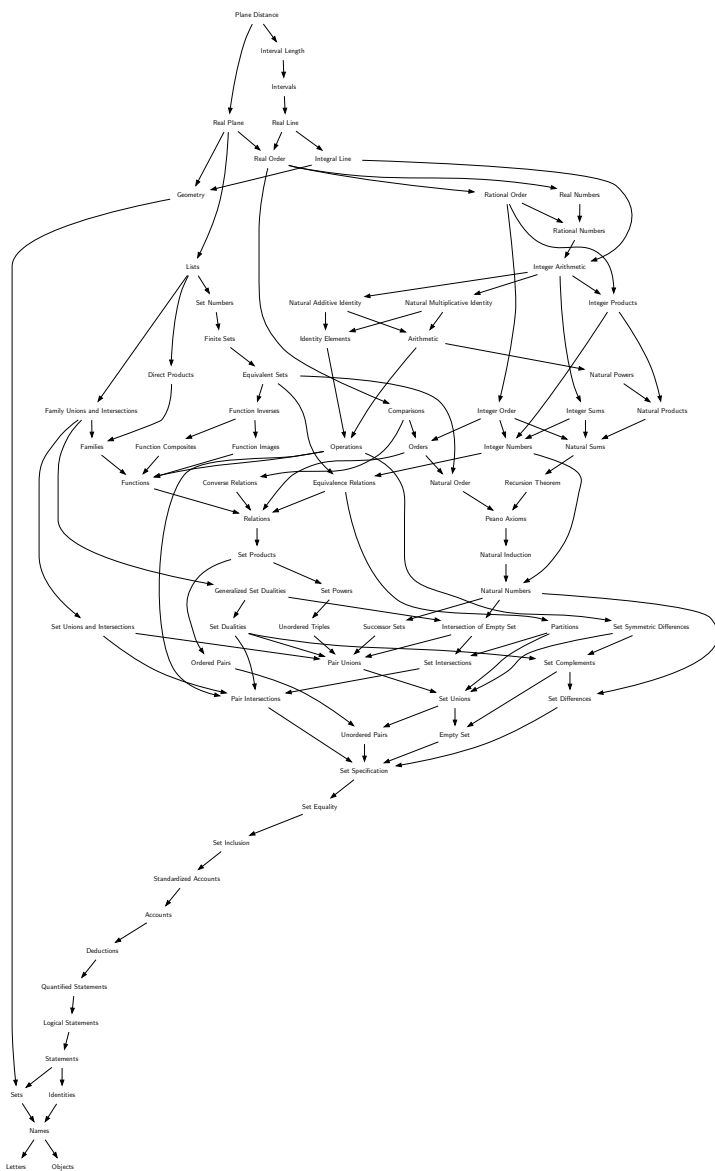 Plane Distance
Interval Length
Intervals
Real Plane
Real Line
Real Order
Integral Line
Geometry
Rational Order
Real Numbers
Rational Numbers
Lists
Integer Arithmetic
Set Numbers
Natural Additive Identity
Natural Multiplicative Identity
Integer Products
Finite Sets
Identity Elements
Arithmetic
Direct Products
Equivalent Sets
Natural Powers
Family Unions and Intersections
Function Inverses
Comparisons
Integer Order
Integer Sums
Natural Products
Families
Function Composites
Function Images
Operations
Orders
Integer Numbers
Natural Sums
Functions
Converse Relations
Equivalence Relations
Natural Order
Recursion Theorem
Relations
Peano Axioms
Set Products
Natural Induction
Generalized Set Dualities
Set Powers
Natural Numbers
Set Unions and Intersections
Set Dualities
Unordered Triples
Successor Sets
Intersection of Empty Set
Partitions
Set Symmetric Differences
Ordered Pairs
Pair Unions
Set Intersections
Set Complements
Pair Intersections
Set Unions
Set Differences
Unordered Pairs
Empty Set
Set Specification
Set Equality
Set Inclusion
Standardized Accounts
Accounts
Deductions
Quantified Statements
Logical Statements
Statements
Sets
Identities
Names
Letters
Objects